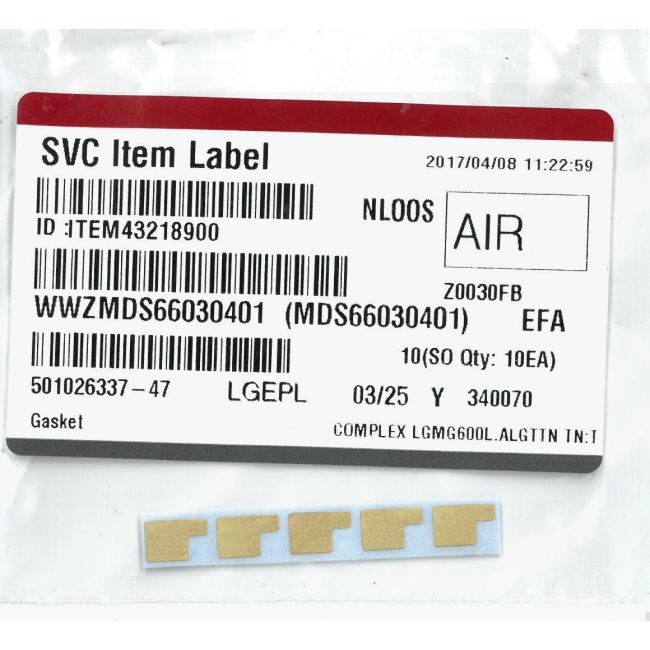 SVC Item Label
2017/04/08 11:22:59
ID :ITEM43218900
NL00S
AIR
Z0030FB
WWZMDS66030401 (MDS66030401) EFA
10(SO Qty: 10EA)
501026337-47 LGEPL 03/25 Y 340070
Gasket
COMPLEX LGMG600L.ALGTTN TN:T